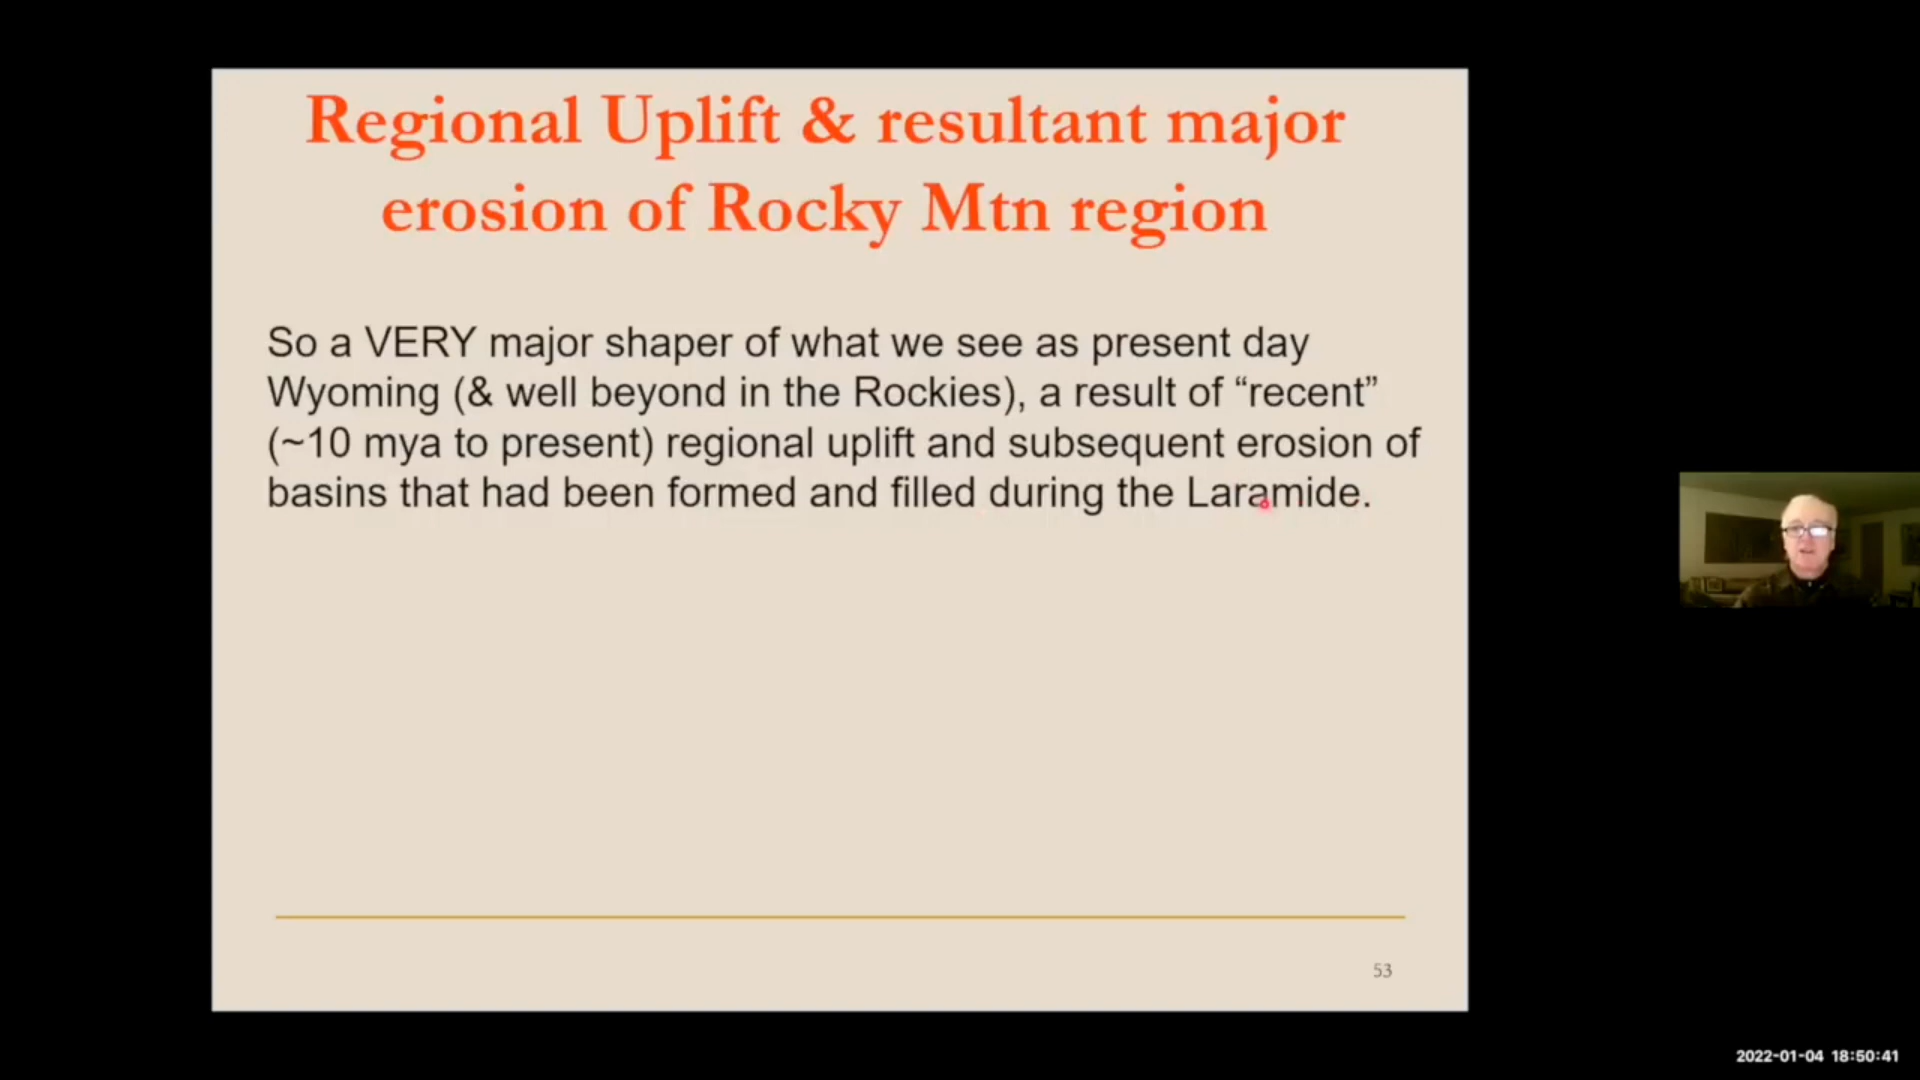 Regional Uplift & resultant major
erosion of Rocky Mtn region
So a VERY major shaper of what we see as present day
Wyoming (& well beyond in the Rockies), a result of “recent”
(~10 mya to present) regional uplift and subsequent erosion of
basins that had been formed and filled during the Laramide.
53
2022-01-04 18:50:41